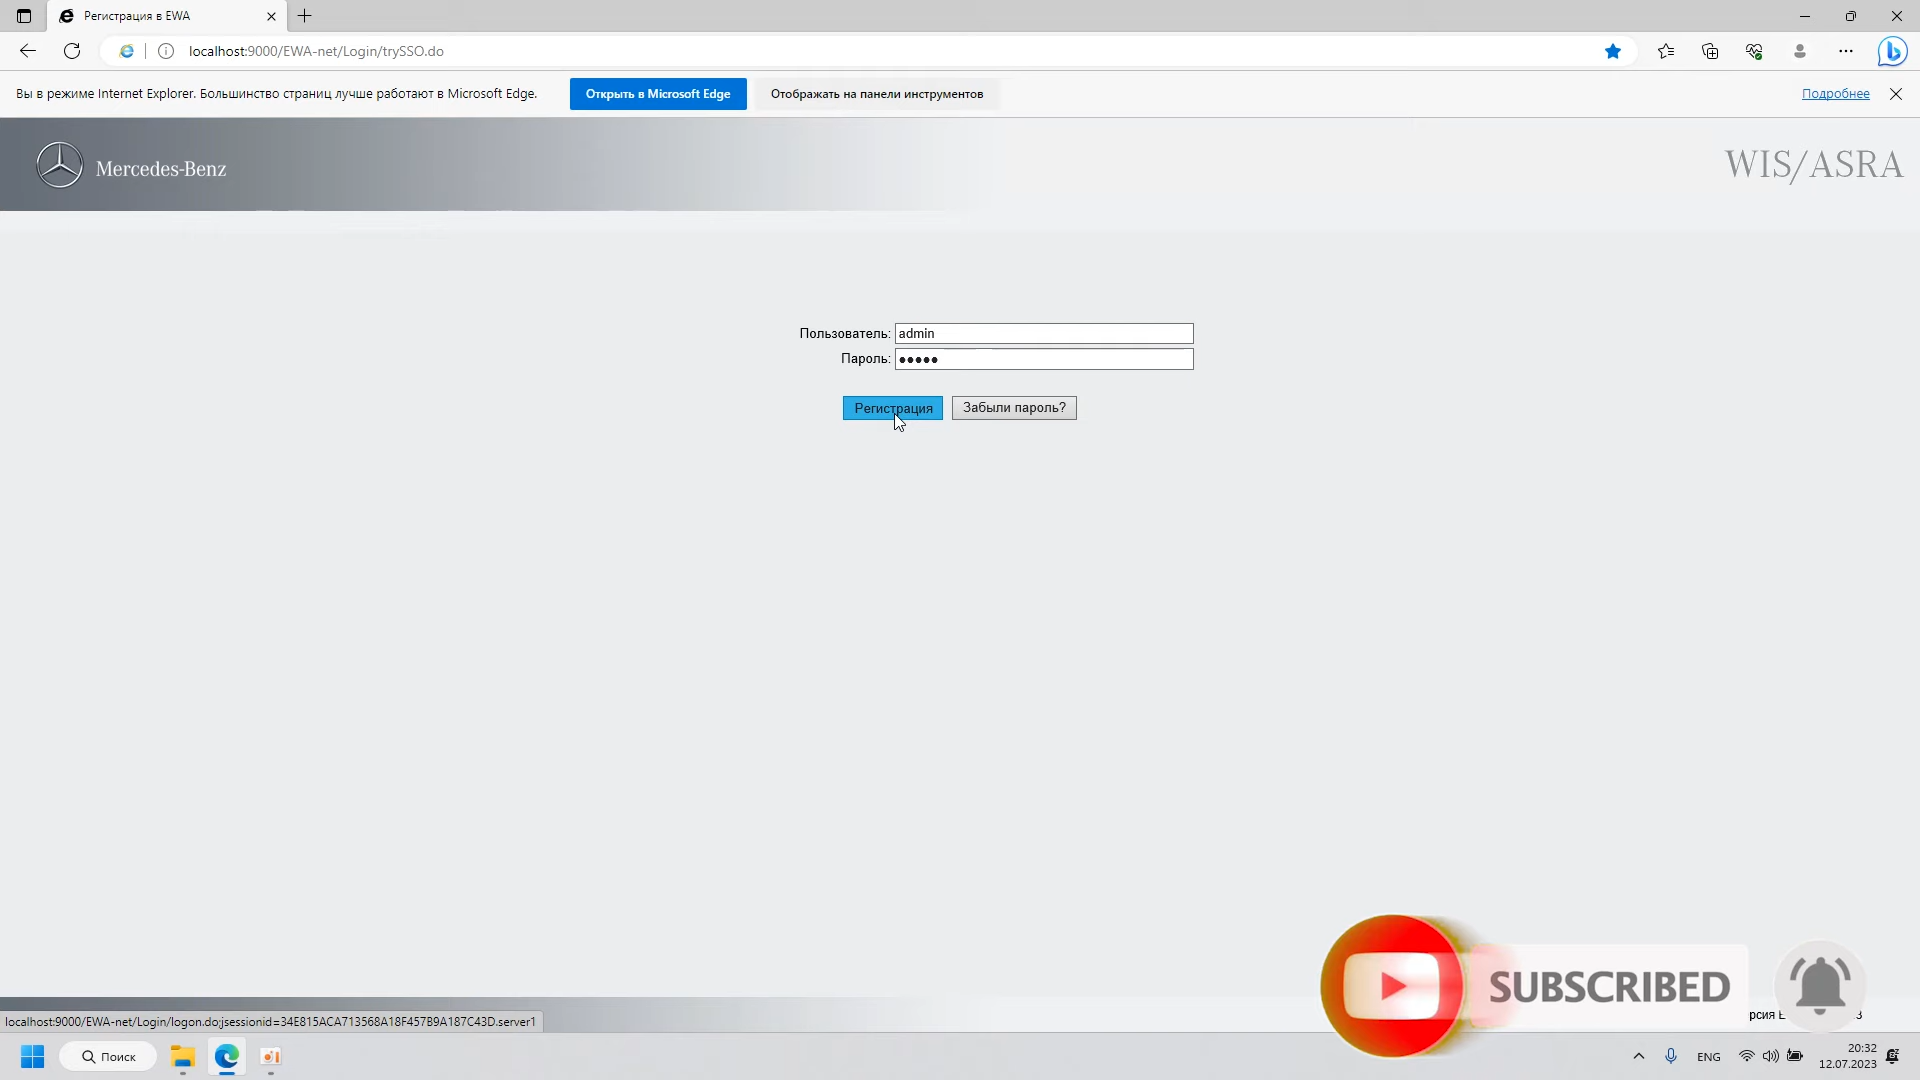 Регистрация в EWA
localhost:9000/EWA-net/Login/trySSO.do
Вы в режиме Internet Explorer. Большинство страниц лучше работают в Microsoft Edge.
Открыть в Microsoft Edge
Отображать на панели инструментов
Подробнее
Mercedes-Benz
WIS/ASRA
Пользователь: admin
Пароль:
Регистрация
Забыли пароль?
SUBSCRIBED
localhost:9000/EWA-net/Login/logon.do;jsessionid=34E815ACA713568A18F457B9A187C43D.server1
Поиск
ENG
20:32
12.07.2023